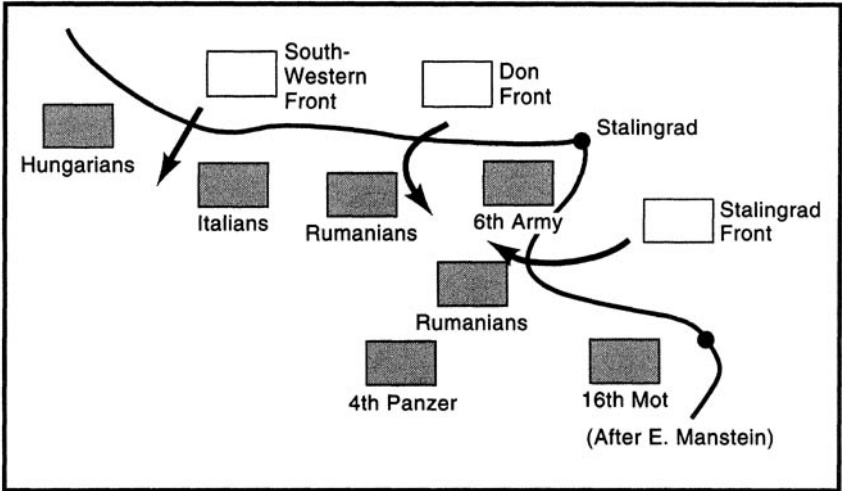 South-
Western
Front
Don
Front
Stalingrad
Hungarians
Italians
Rumanians
6th Army
Stalingrad
Front
Rumanians
4th Panzer
16th Mot
(After E. Manstein)